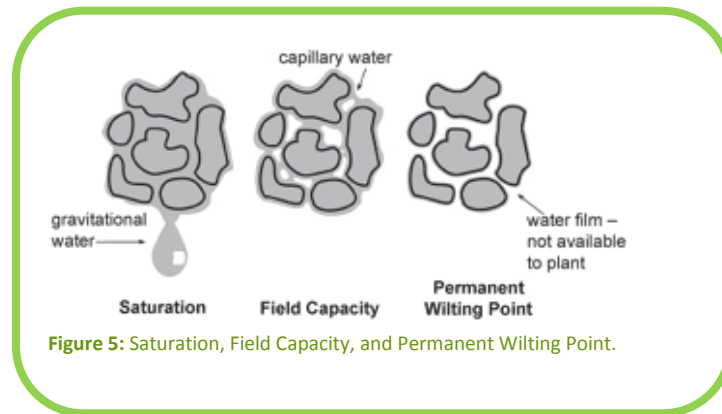 capillary water
gravitational
water
water film –
not available
to plant
Saturation
Field Capacity
Permanent
Wilting Point
Figure 5: Saturation, Field Capacity, and Permanent Wilting Point.